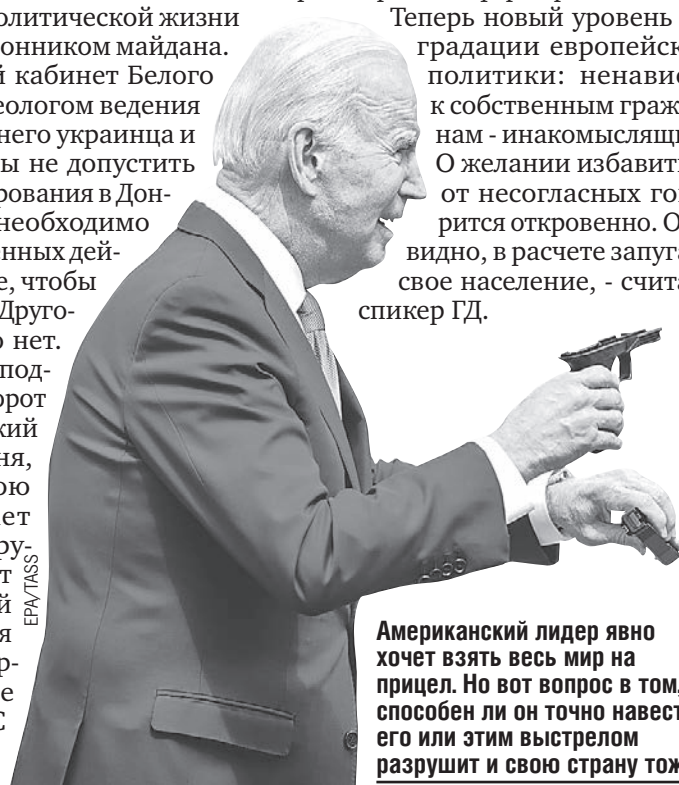 олитической жизни
онником майдана.
й кабинет Белого
еологом ведения
него украинца и
ы не допустить
рования в Дон-
необходимо
енных дей-
е, чтобы
Друго-
о нет.
под-
орот
кий
ня,
ою
ет
ру-
т
й
я
р-
е
С
EPA/TASS
Теперь новый уровень
градации европейск
политики: ненавис
к собственным граж
нам - инакомыслящи
О желании избавит
от несогласных гов
рится откровенно. О
видно, в расчете запуга
свое население, - счита
спикер ГД.
Американский лидер явно
хочет взять весь мир на
прицел. Но вот вопрос в том,
способен ли он точно навест
его или этим выстрелом
разрушит и свою страну тож